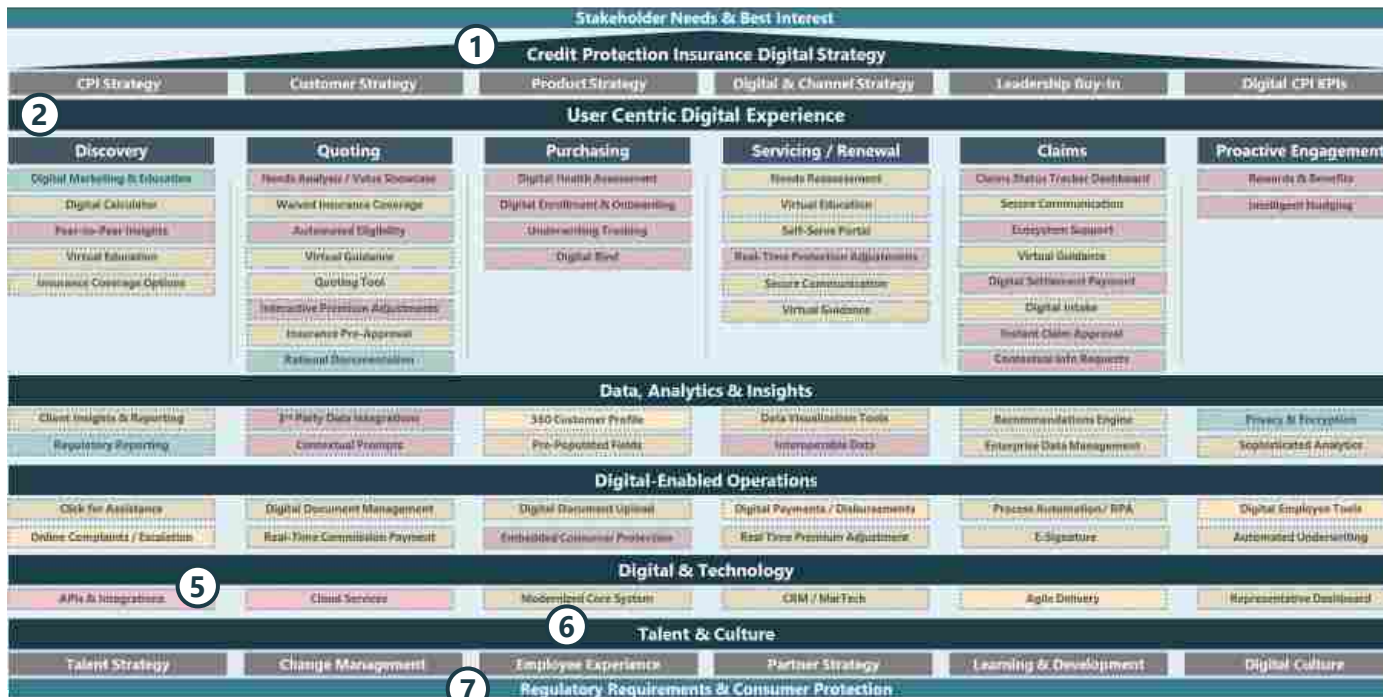 Stakeholder Needs & Best Interest
1
Credit Protection Insurance Digital Strategy
CPI Strategy
Customer Strategy
Product Strategy
Digital & Channel Strategy
Leadership Buy-In
Digital CPI KPIs
2
User Centric Digital Experience
Discovery
Digital Marketing & Education
Digital Calculator
Peer-to-Peer Insights
Virtual Education
Insurance Coverage Options
Quoting
Needs Analysis / Value Showcase
Waived Insurance Coverage
Automated Eligibility
Virtual Guidance
Quoting Tool
Interactive Premium Adjustments
Insurance Pre-Approval
Rational Documentation
Purchasing
Digital Health Assessment
Digital Enrollment & Onboarding
Underwriting Tracking
Digital Bind
Servicing / Renewal
Needs Reassessment
Virtual Education
Self-Serve Portal
Real-Time Protection Adjustments
Secure Communication
Virtual Guidance
Claims
Claims Status Tracker Dashboard
Secure Communication
Ecosystem Support
Virtual Guidance
Digital Settlement Payment
Digital Intake
Instant Claim Approval
Contextual Info Requests
Proactive Engagement
Rewards & Benefits
Intelligent Nudging
Data, Analytics & Insights
Client Insights & Reporting
3rd Party Data Integrations
360 Customer Profile
Data Visualization Tools
Recommendations Engine
Privacy & Encryption
Regulatory Reporting
Contextual Prompts
Pre-Populated Fields
Interoperable Data
Enterprise Data Management
Sophisticated Analytics
Digital-Enabled Operations
Click for Assistance
Digital Document Management
Digital Document Upload
Digital Payments / Disbursements
Process Automation/ RPA
Digital Employee Tools
Online Complaints / Escalation
Real-Time Commission Payment
Embedded Consumer Protection
Real Time Premium Adjustment
E-Signature
Automated Underwriting
Digital & Technology
5
APIs & Integrations
Cloud Services
Modernized Core System
CRM / MarTech
Agile Delivery
Representative Dashboard
6
Talent & Culture
Talent Strategy
Change Management
Employee Experience
Partner Strategy
Learning & Development
Digital Culture
7
Regulatory Requirements & Consumer Protection